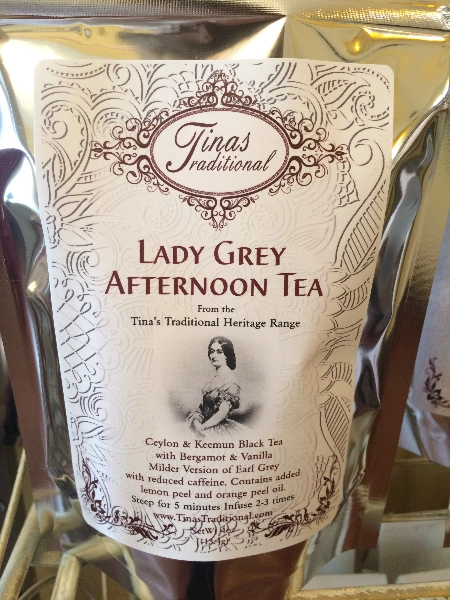 Tinas
Traditional
LADY GREY
AFTERNOON TEA
From the
Tina's Traditional Heritage Range
Ceylon & Keemun Black Tea
with Bergamot & Vanilla
Milder Version of Earl Grey
with reduced caffeine. Contains added
lemon peel and orange peel oil.
Steep for 5 minutes Infuse 2-3 times
www.TinasTraditional.com
NetWt 4oz